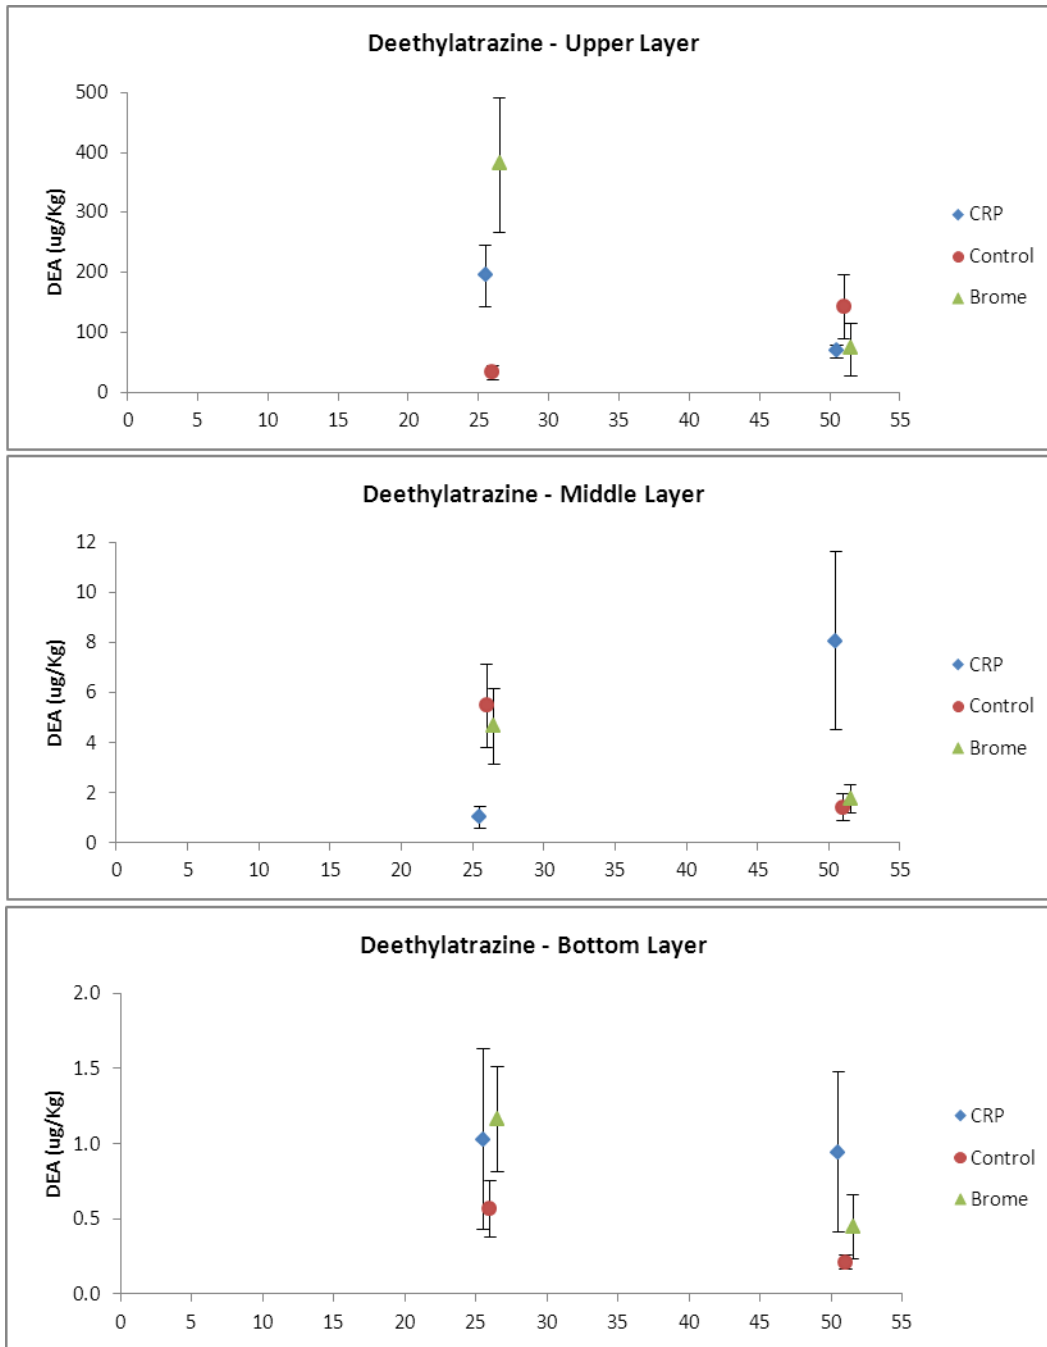 Deethylatrazine - Upper Layer
DEA (ug/Kg)
500
400
300
200
100
0
0 5 10 15 20 25 30 35 40 45 50 55
CRP
Control
Brome
Deethylatrazine - Middle Layer
DEA (ug/Kg)
12
10
8
6
4
2
0
0 5 10 15 20 25 30 35 40 45 50 55
CRP
Control
Brome
Deethylatrazine - Bottom Layer
DEA (ug/Kg)
2.0
1.5
1.0
0.5
0.0
0 5 10 15 20 25 30 35 40 45 50 55
CRP
Control
Brome